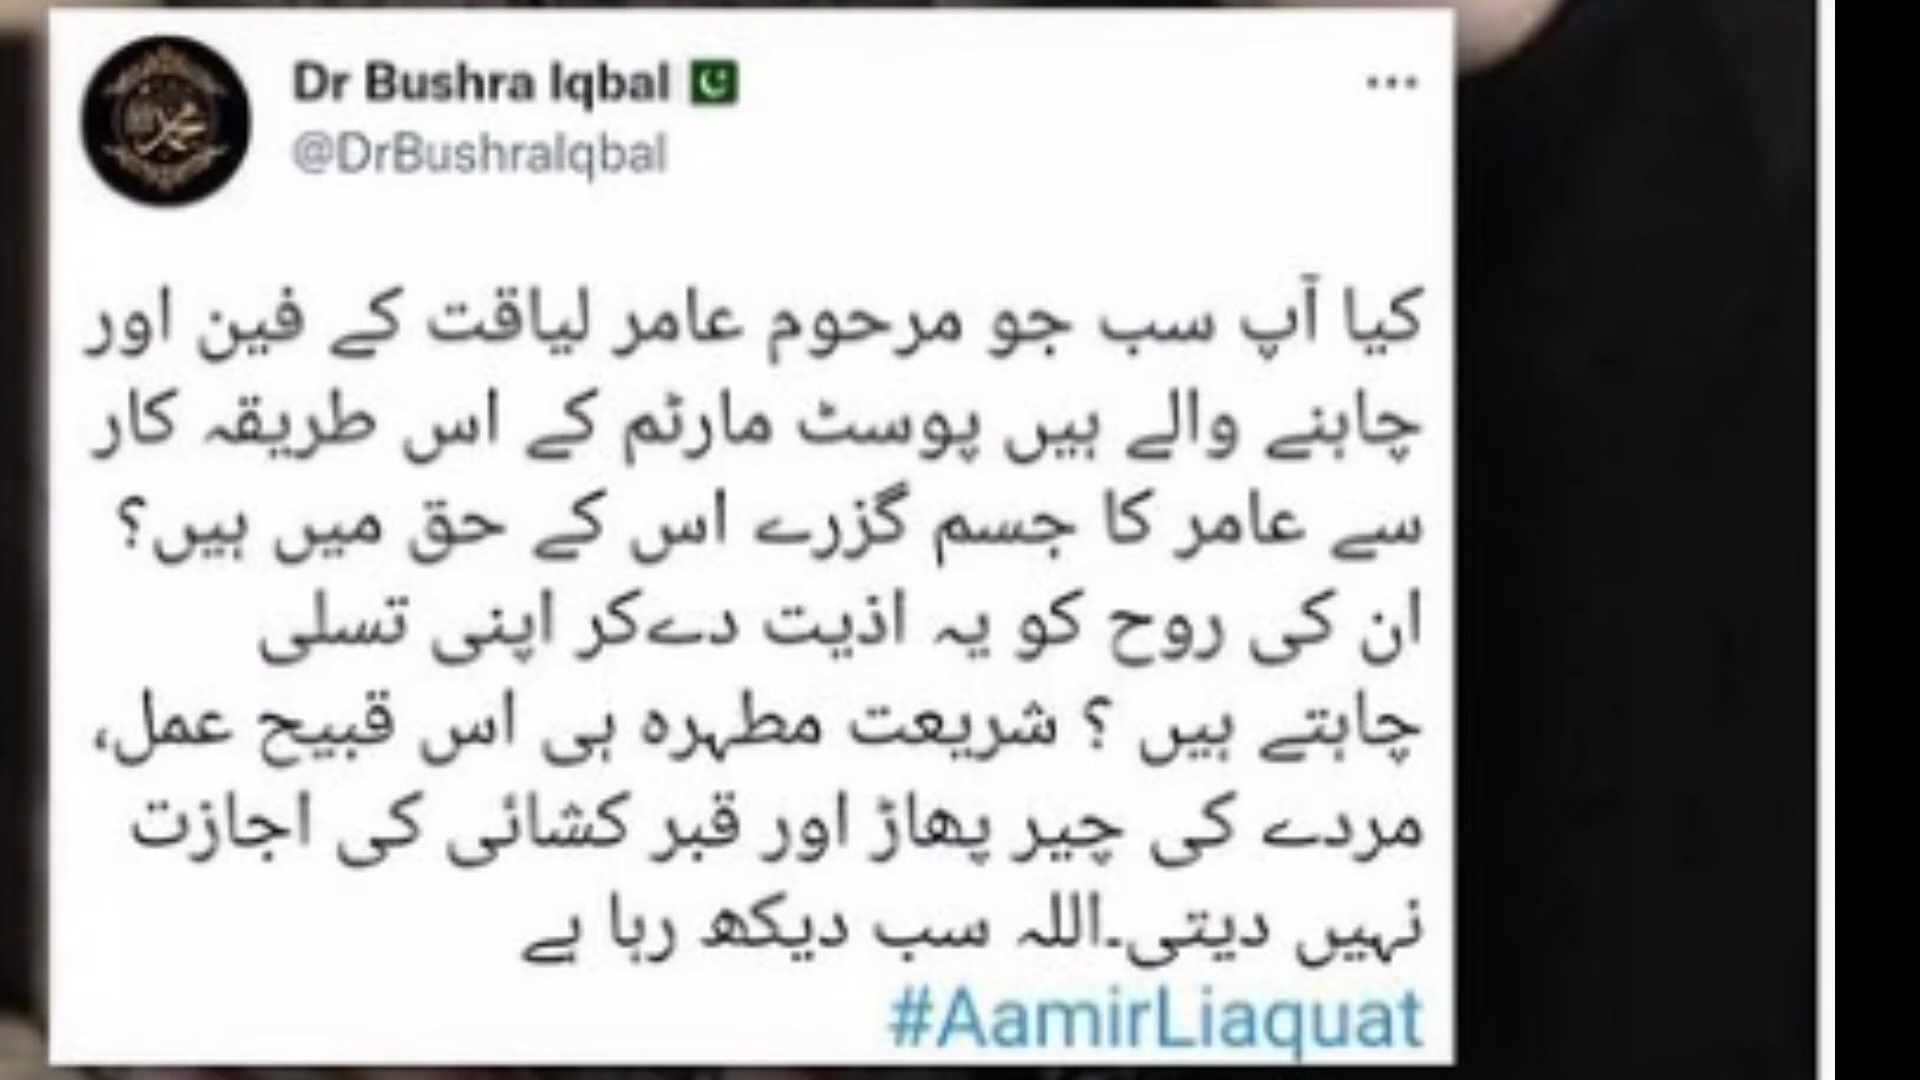 Dr Bushra Iqbal
@DrBushraIqbal
کیا آپ سب جو مرحوم عامر لیاقت کے فین اور
چاہنے والے ہیں پوسٹ مارٹم کے اس طریقہ کار
سے عامر کا جسم گزرے اس کے حق میں ہیں؟
ان کی روح کو یہ اذیت دےکر اپنی تسلی
چاہتے ہیں ؟ شریعت مطہرہ ہی اس قبیح عمل،
مردے کی چیر پھاڑ اور قبر کشائی کی اجازت
نہیں دیتی۔اللہ سب دیکھ رہا ہے
#AamirLiaquat